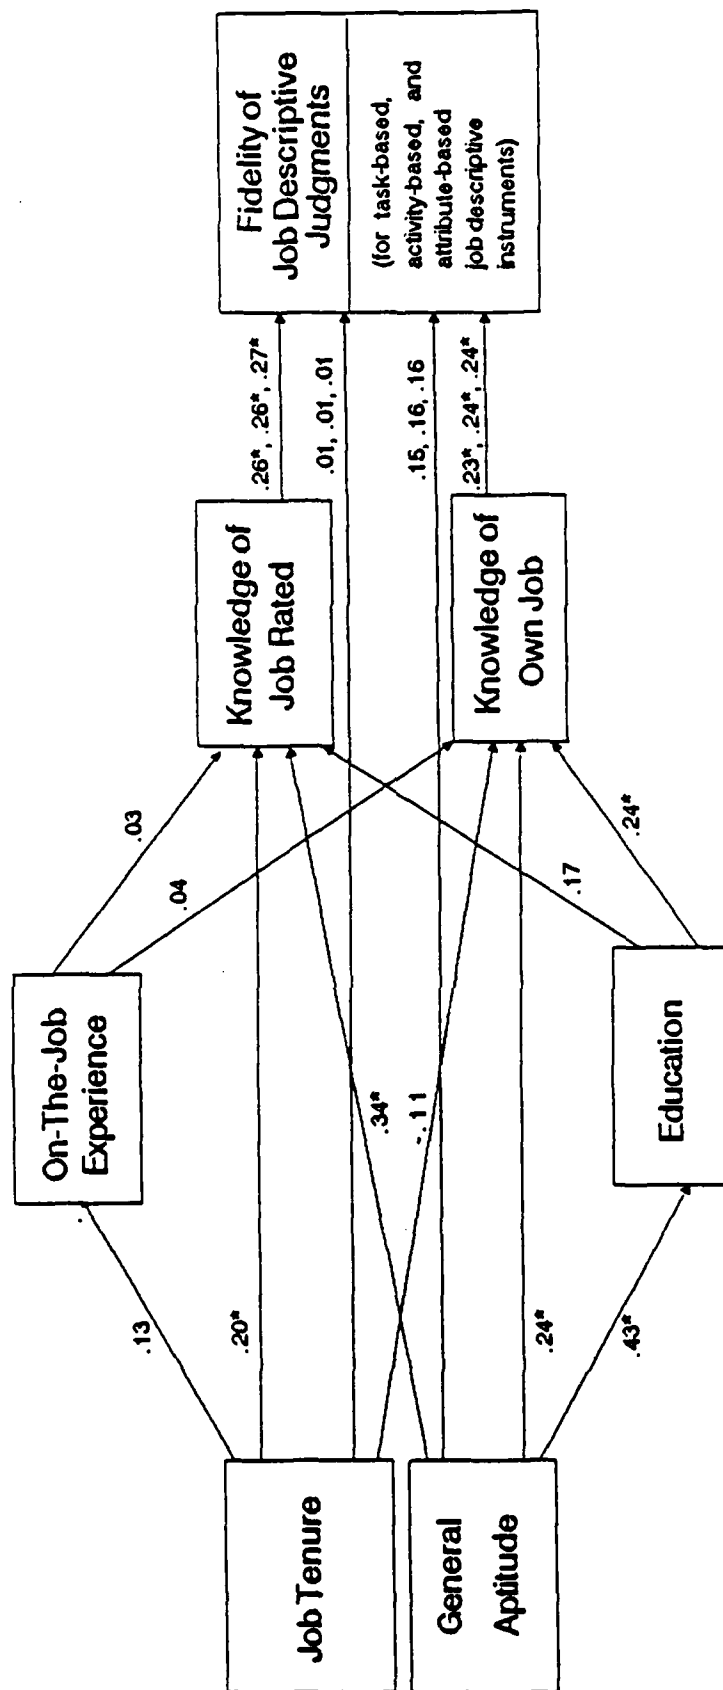 On-The-Job
Experience
Job Tenure
General
Aptitude
Education
Knowledge of
Job Rated
Knowledge of
Own Job
Fidelity of
Job Descriptive
Judgments
(for task-based,
activity-based, and
attribute-based
job descriptive
instruments)
.13
.20*
.34*
-.11
.24*
.43*
.03
.04
.17
.24*
.26*, .26*, .27*
.01, .01, .01
.15, .16, .16
.23*, .24*, .24*